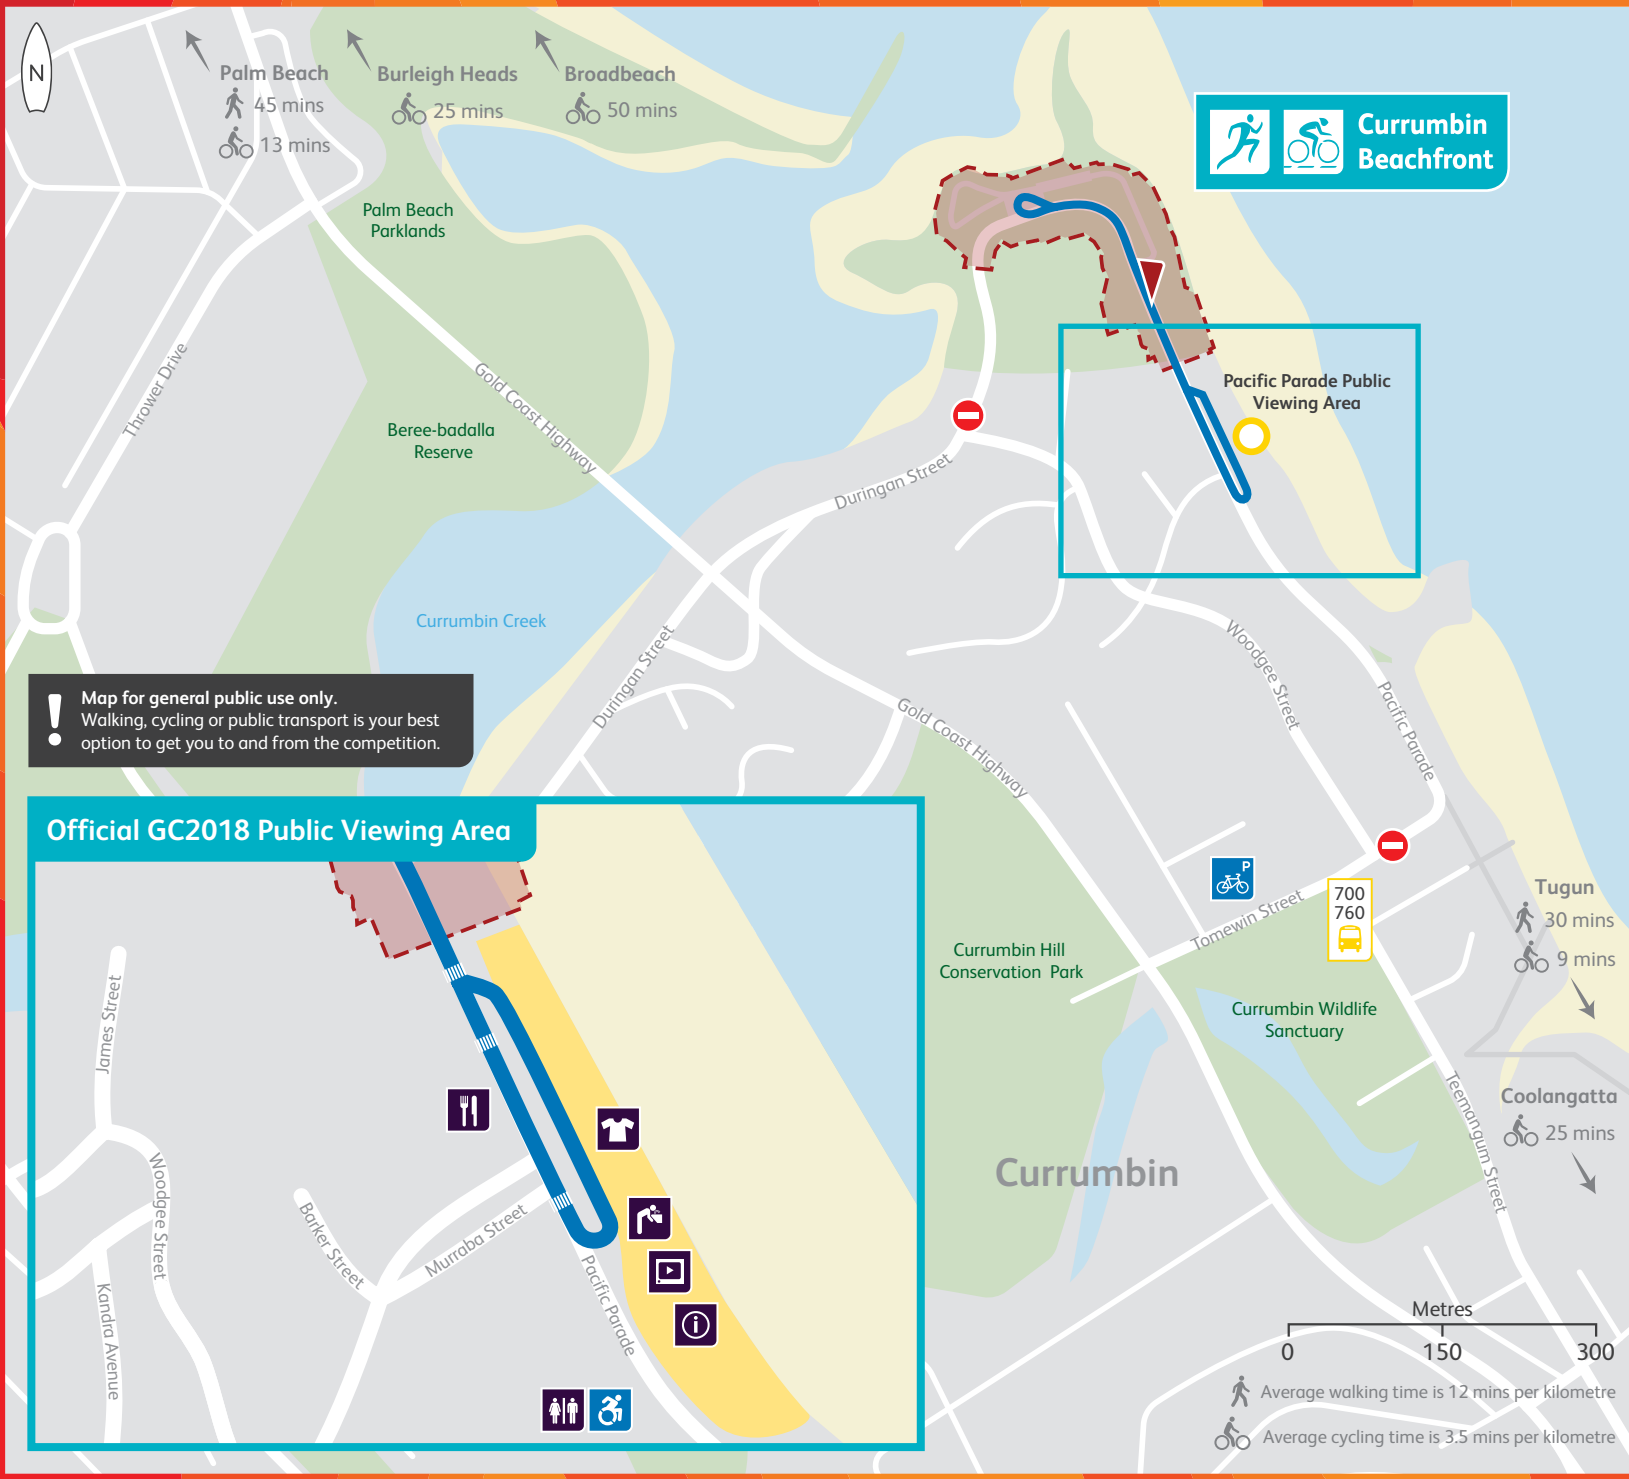 N
Palm Beach
45 mins
13 mins
Burleigh Heads
25 mins
Broadbeach
50 mins
Currumbin
Beachfront
Palm Beach
Parklands
Thrower Drive
Gold Coast Highway
Beree-badalla
Reserve
Pacific Parade Public
Viewing Area
Duringan Street
Currumbin Creek
Duringan Street
Woodgee Street
Pacific Parade
Gold Coast Highway
!
Map for general public use only.
Walking, cycling or public transport is your best
option to get you to and from the competition.
Official GC2018 Public Viewing Area
James Street
Woodgee Street
Barker Street
Murraba Street
Kandra Avenue
Pacific Parade
i
P
Tomewin Street
700
760
Tugun
30 mins
9 mins
Currumbin Hill
Conservation Park
Currumbin Wildlife
Sanctuary
Teemangum Street
Coolangatta
25 mins
Currumbin
Metres
0 150 300
Average walking time is 12 mins per kilometre
Average cycling time is 3.5 mins per kilometre